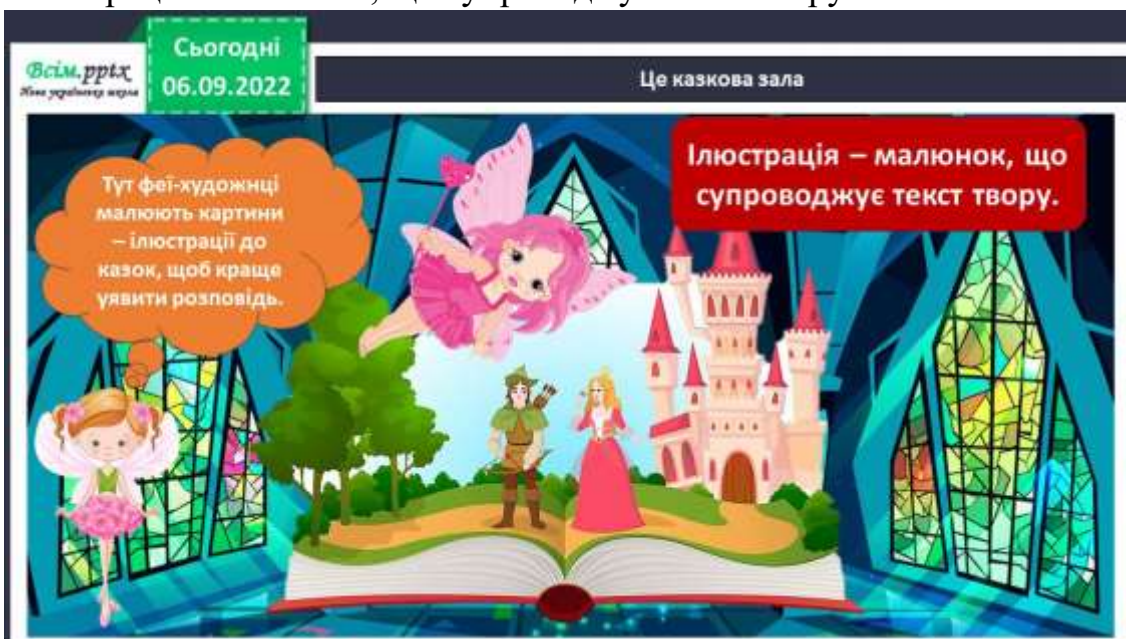 Всім.pptx
Нова українська школа
Сьогодні
06.09.2022
Це казкова зала
Тут феї-художнці
малюють картини
– ілюстрації до
казок, щоб краще
уявити розповідь.
Ілюстрація – малюнок, що
супроводжує текст твору.